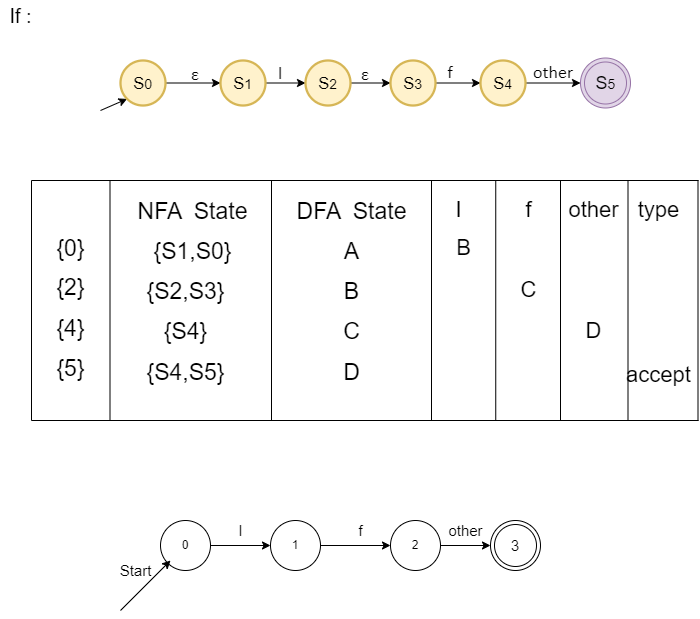 If :
ε I ε f other
S0 S1 S2 S3 S4 S5
NFA State DFA State I f other type
{0} {S1,S0} A B
{2} {S2,S3} B C
{4} {S4} C D
{5} {S4,S5} D accept
I f other
0 1 2 3
Start